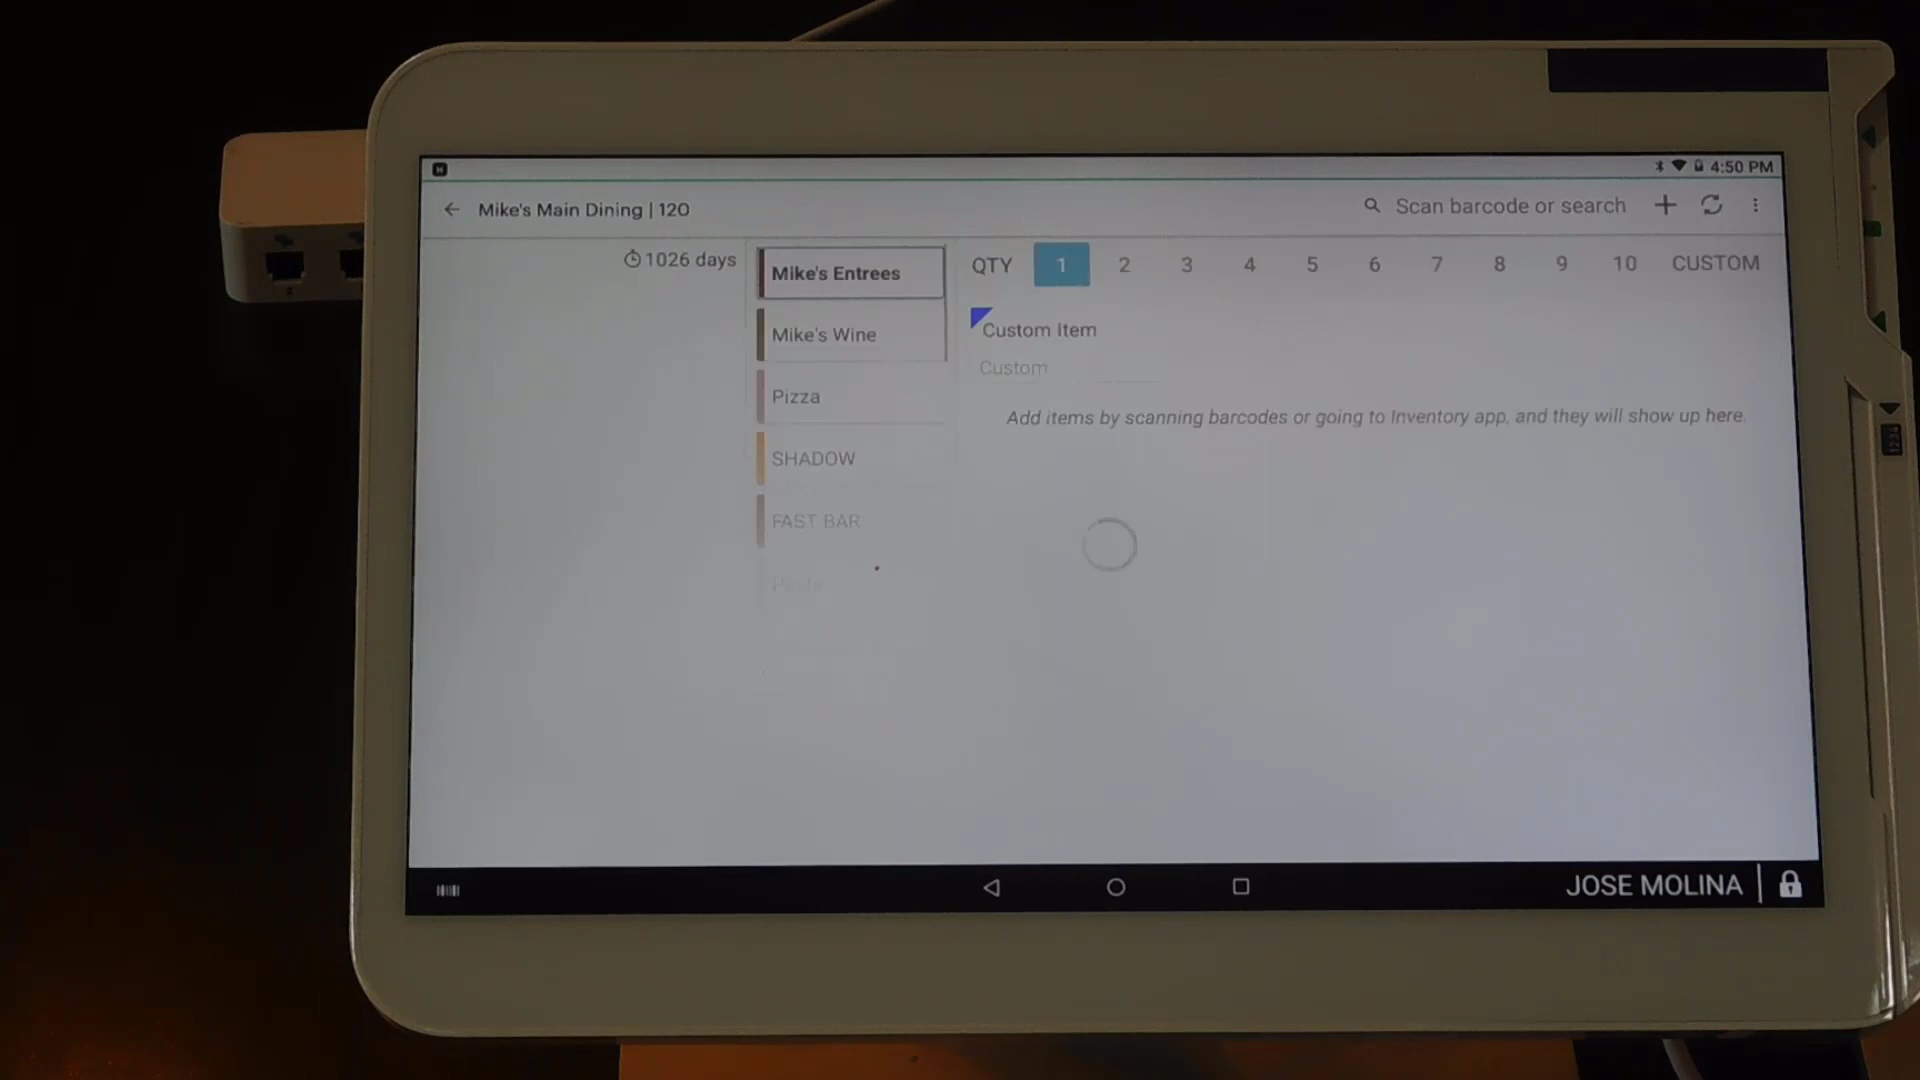 4:50 PM
Mike's Main Dining | 120
Scan barcode or search
1026 days
Mike's Entrees
Mike's Wine
Pizza
SHADOW
FAST BAR
QTY 1 2 3 4 5 6 7 8 9 10 CUSTOM
Custom Item
Custom
Add items by scanning barcodes or going to Inventory app, and they will show up here.
JOSE MOLINA